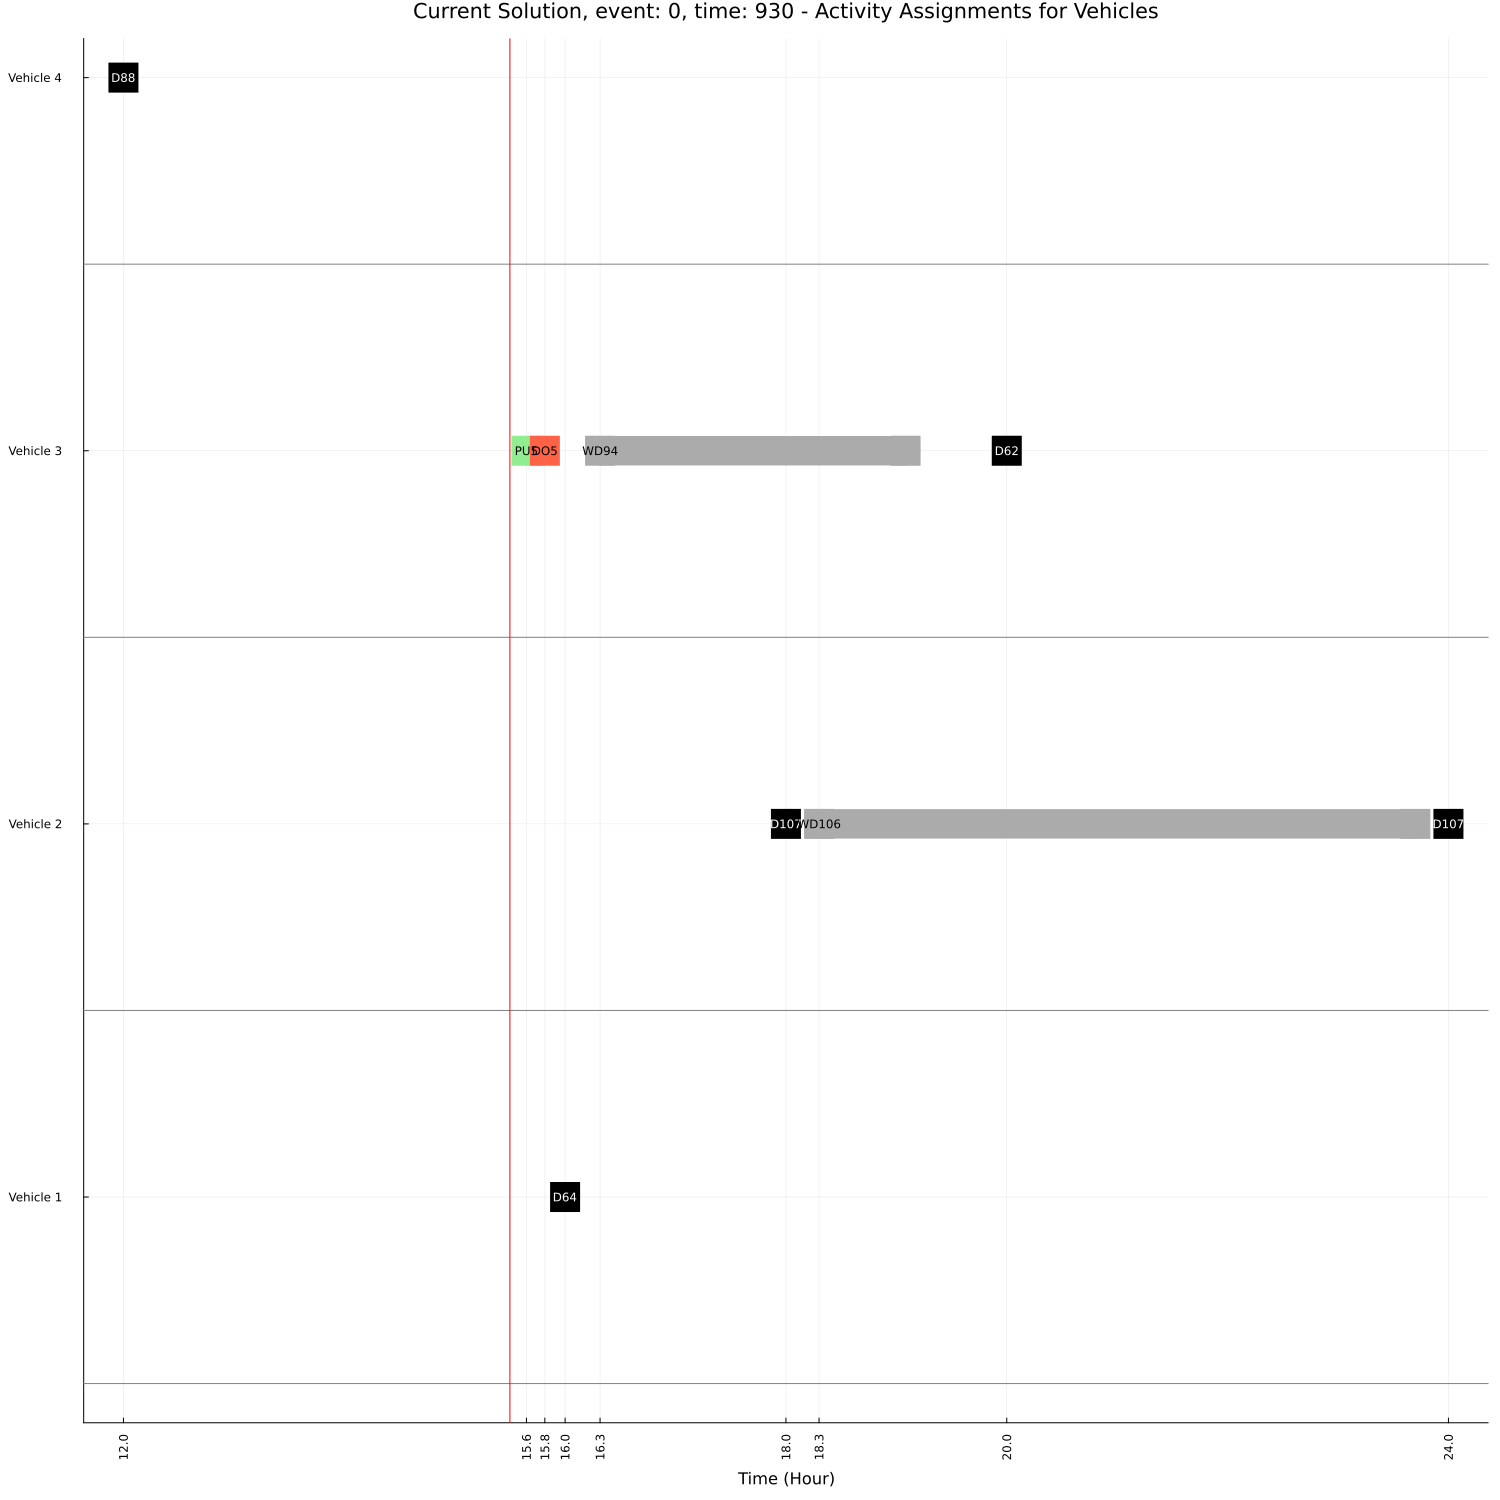 Current Solution, event: 0, time: 930 - Activity Assignments for Vehicles
Vehicle 4
D88
Vehicle 3
PU5
DO5
WD94
D62
Vehicle 2
D107
WD106
D107
Vehicle 1
D64
12.0
15.6
15.8
16.0
16.3
18.0
18.3
20.0
24.0
Time (Hour)